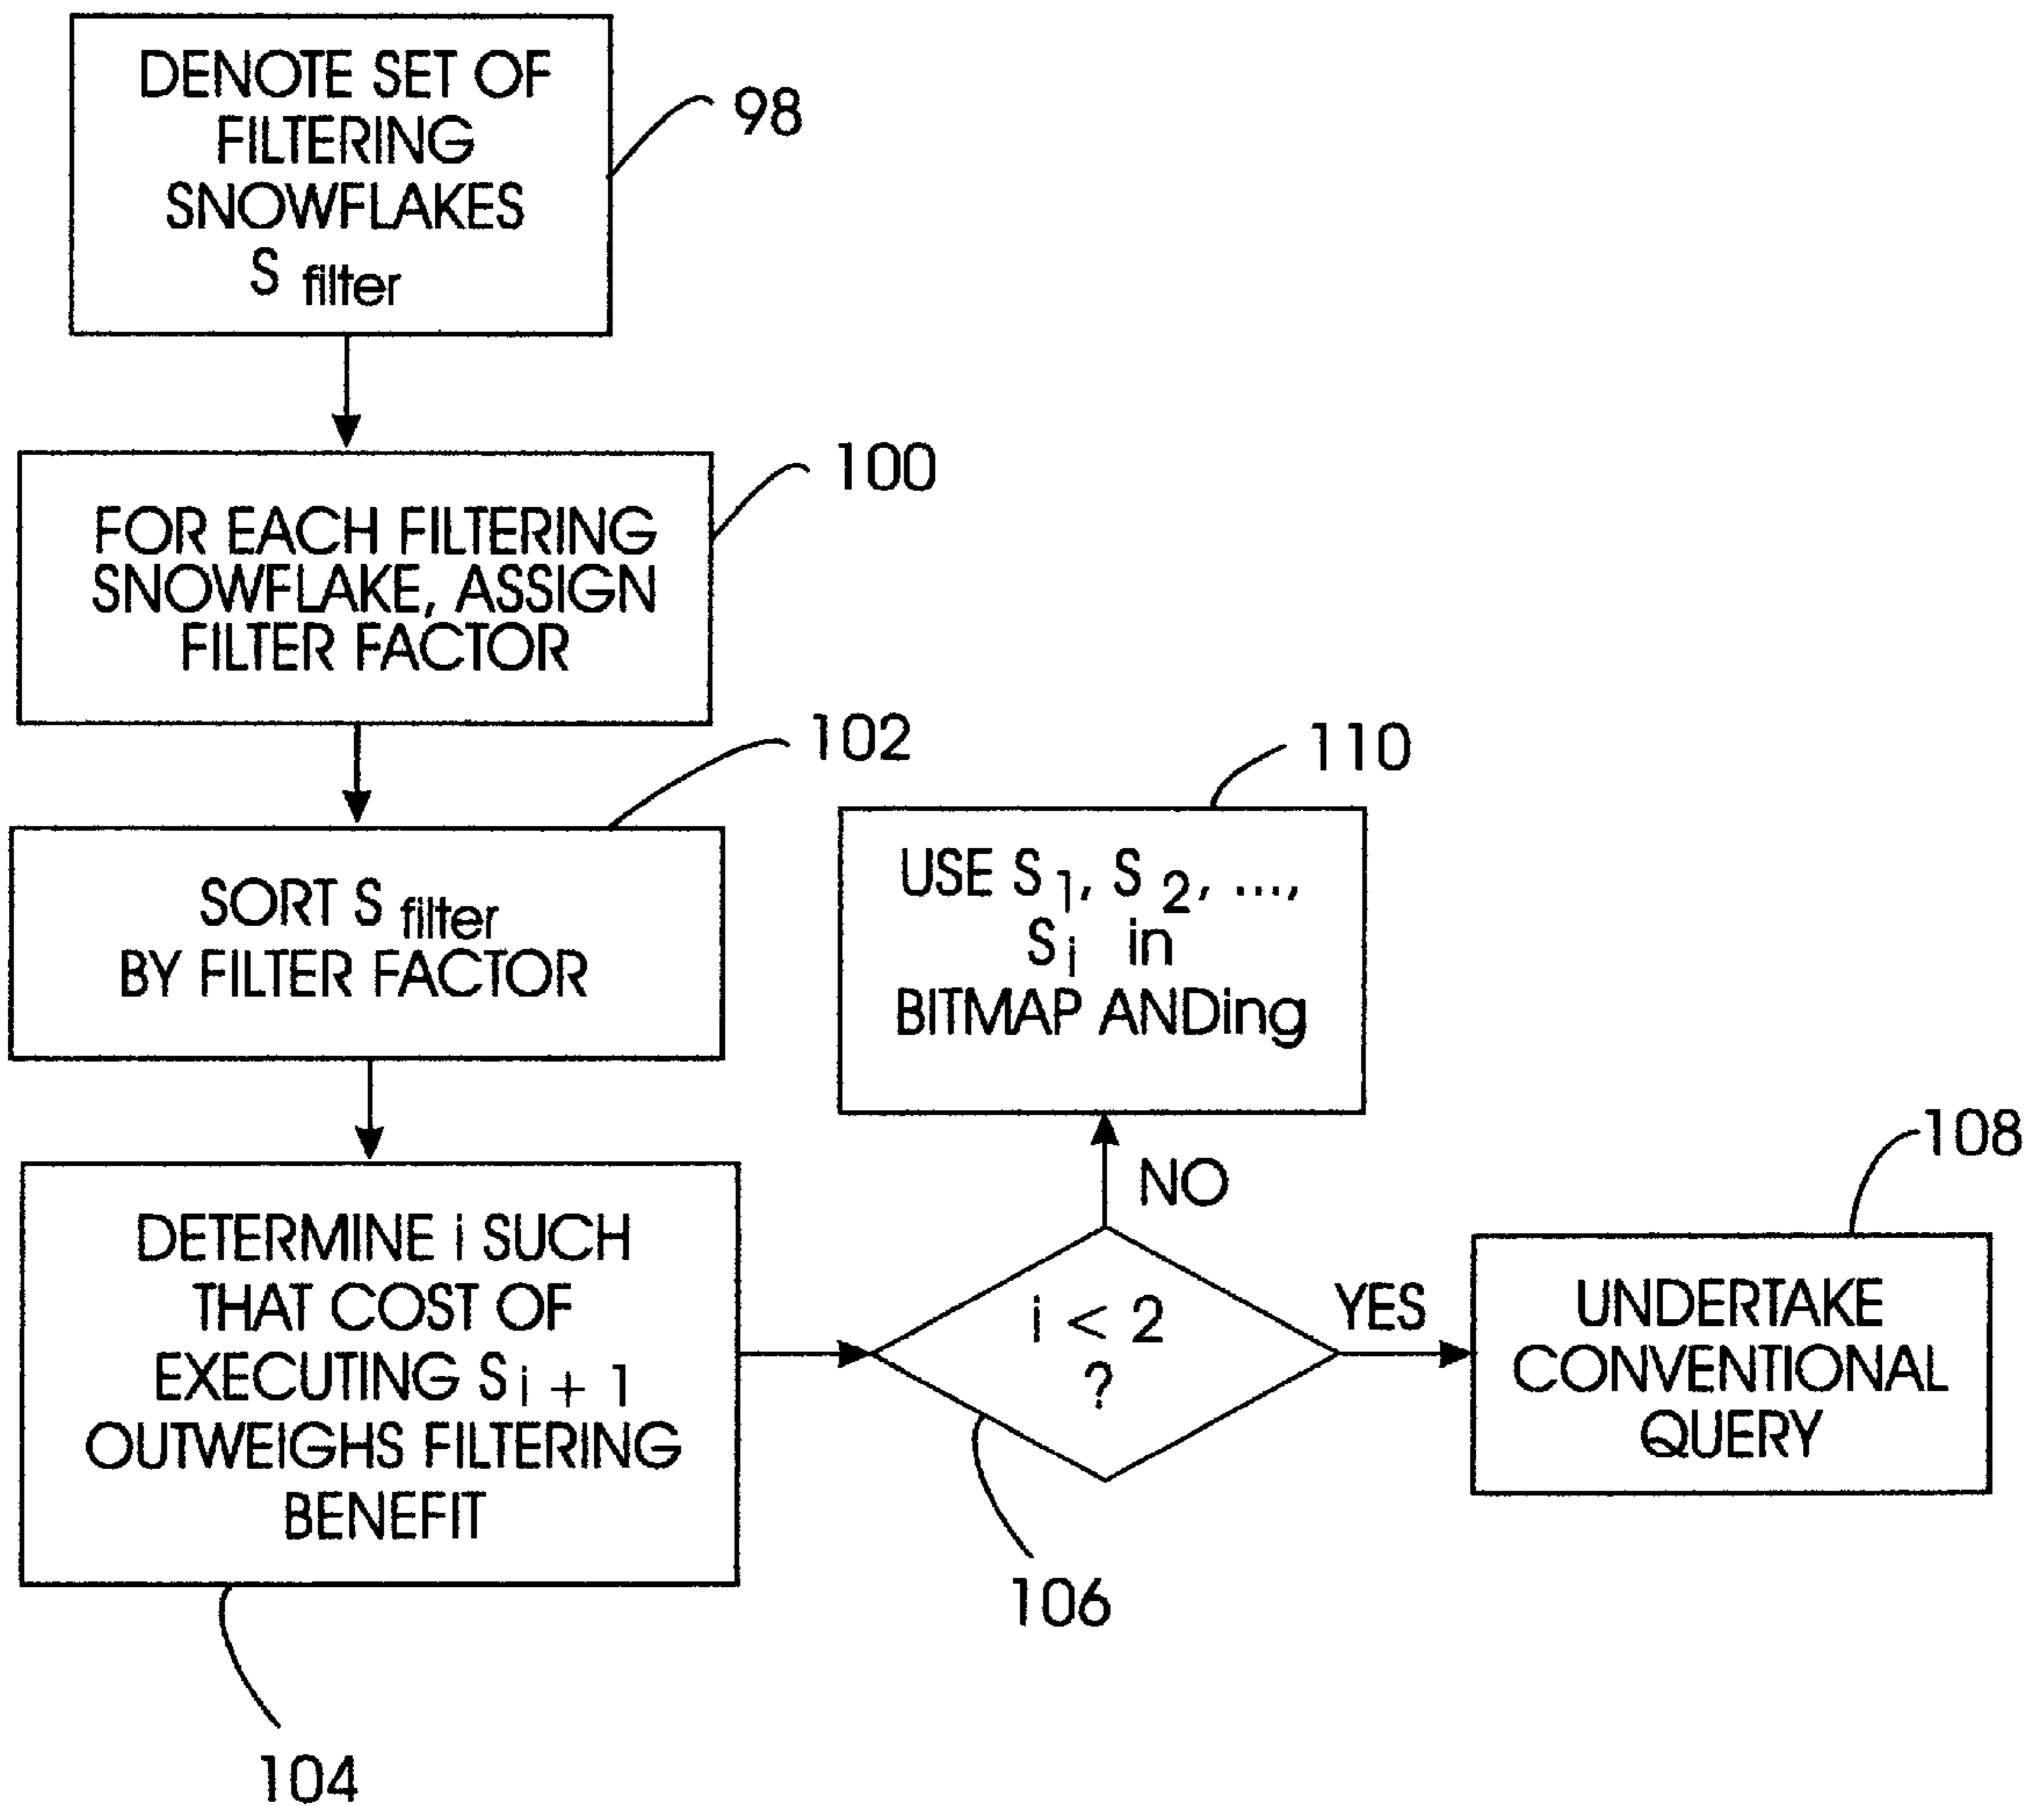 DENOTE SET OF
FILTERING
SNOWFLAKES
S filter
98
FOR EACH FILTERING
SNOWFLAKE, ASSIGN
FILTER FACTOR
100
SORT S filter
BY FILTER FACTOR
102
DETERMINE i SUCH
THAT COST OF
EXECUTING S i + 1
OUTWEIGHS FILTERING
BENEFIT
104
i < 2
?
106
NO
USE S 1, S 2, ...,
S i in
BITMAP ANDing
110
YES
UNDERTAKE
CONVENTIONAL
QUERY
108